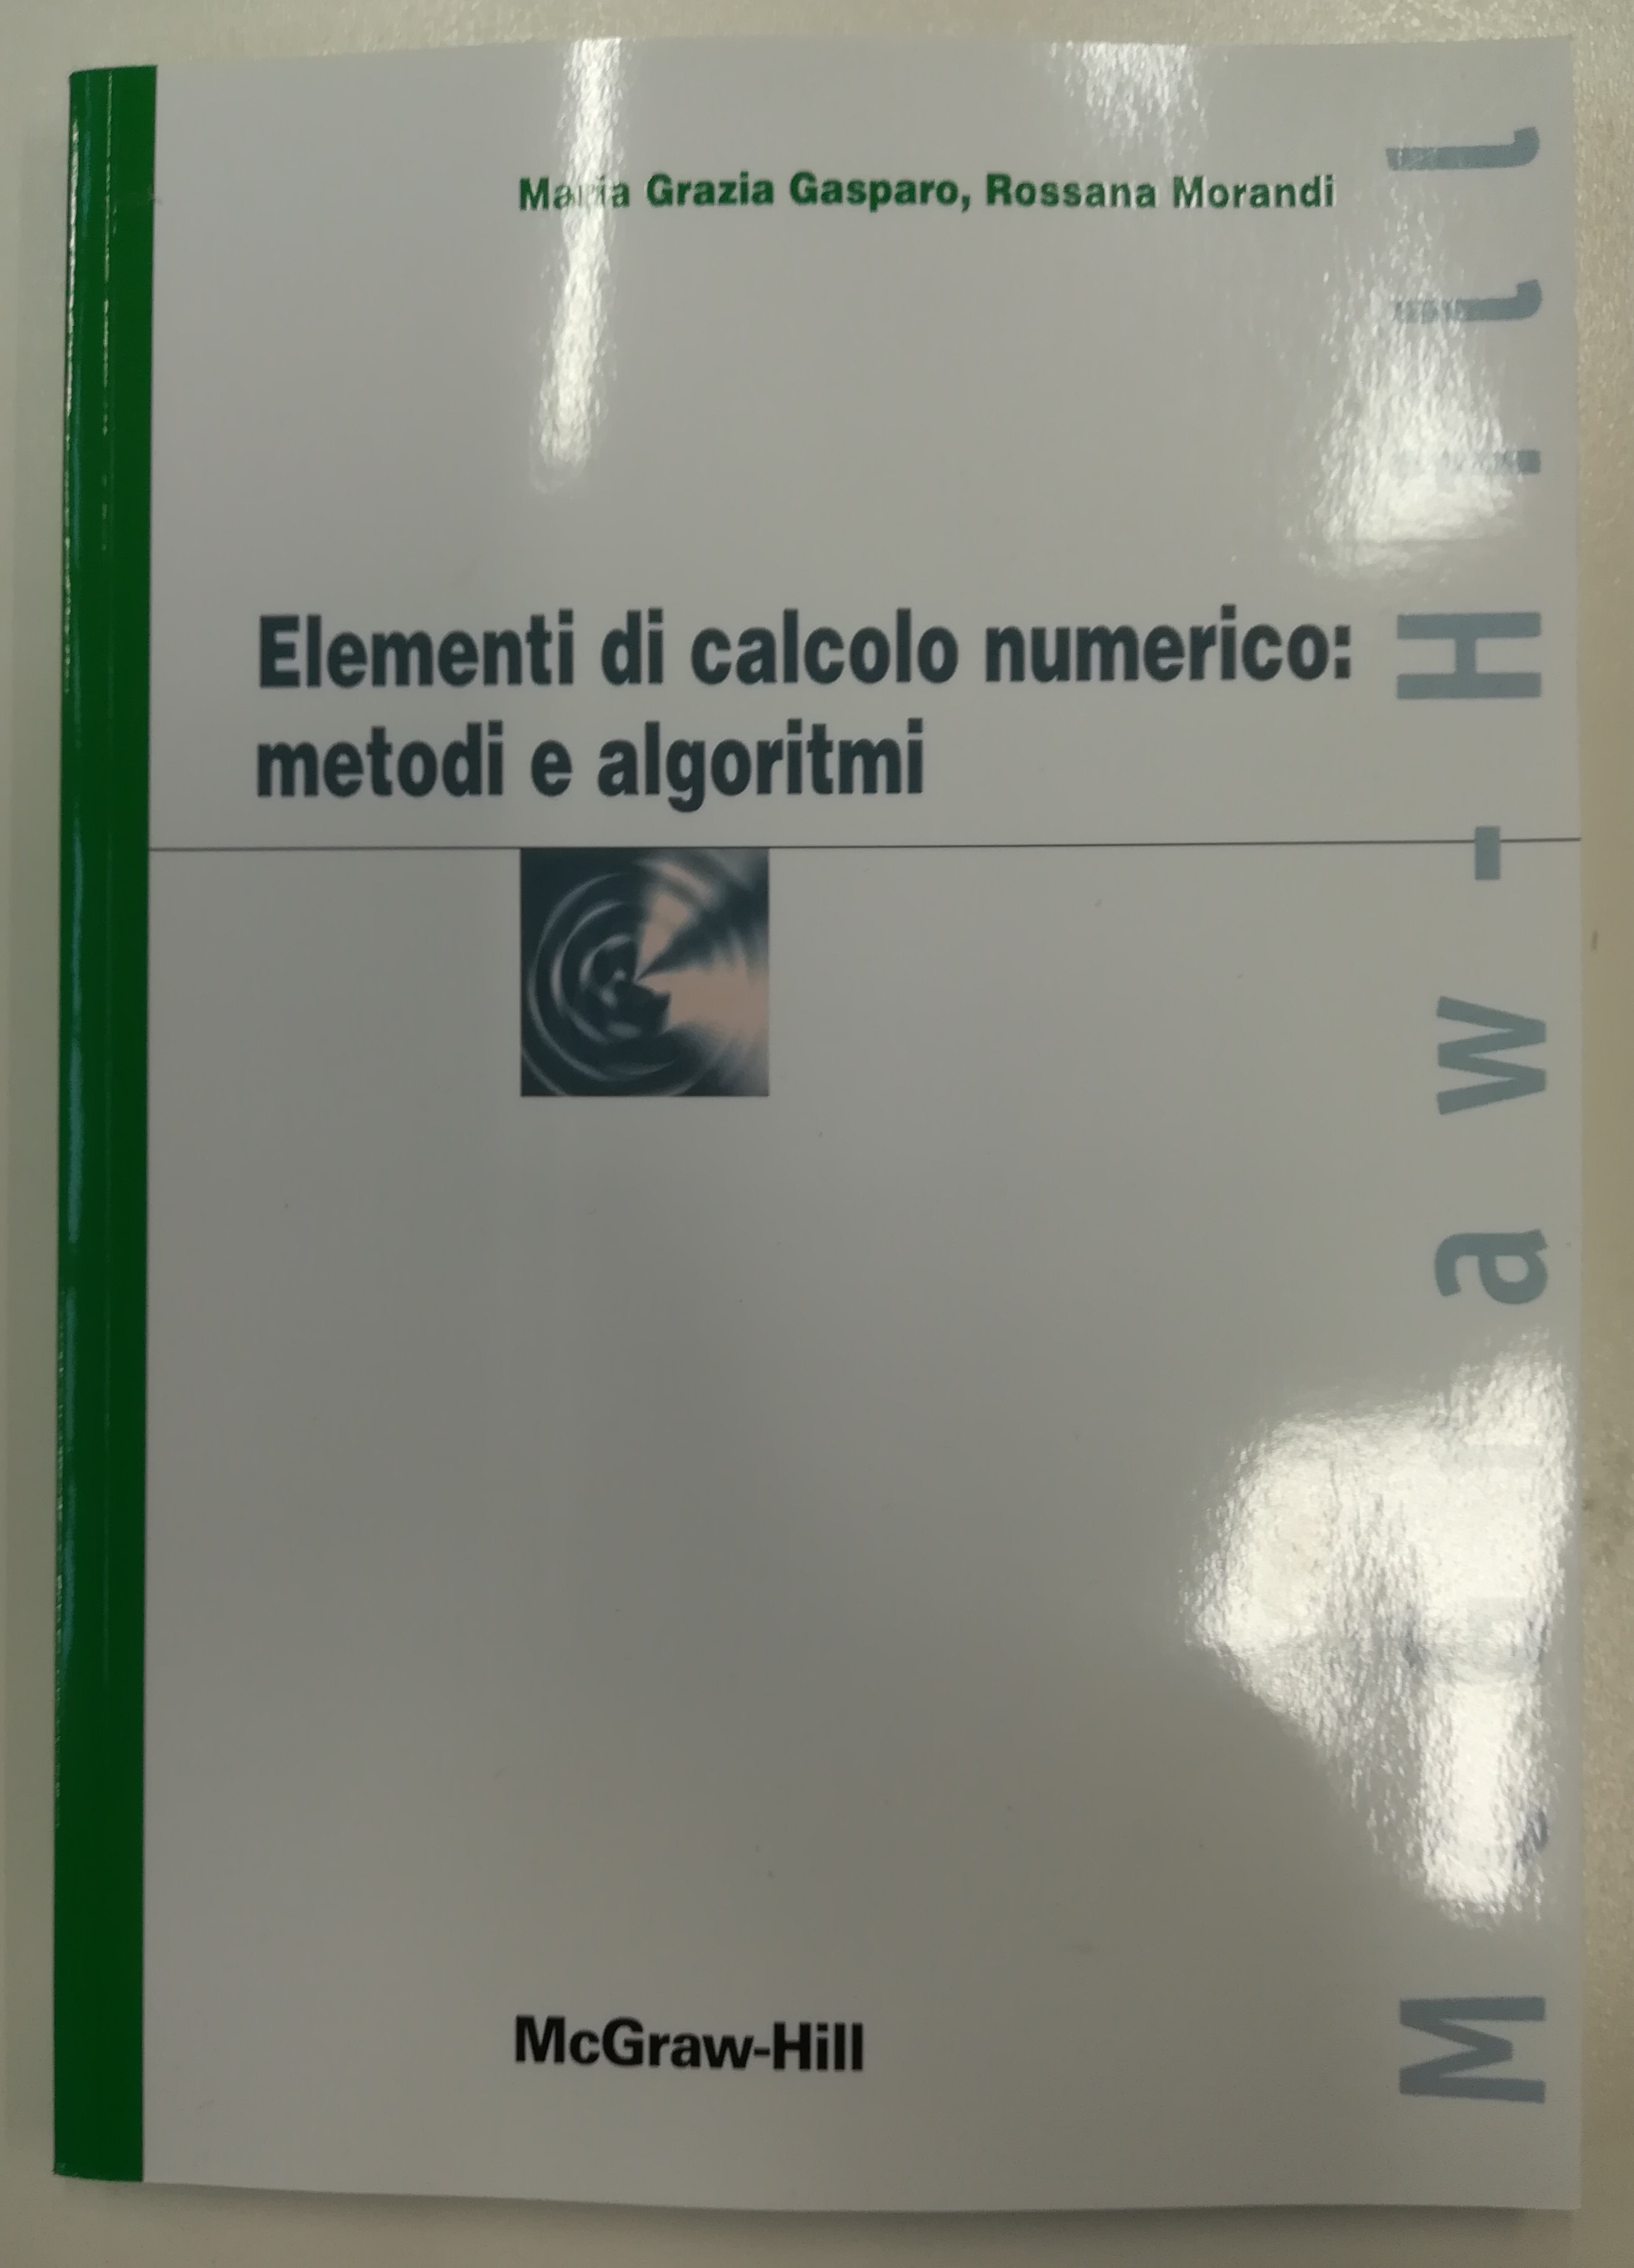 Maria Grazia Gasparo, Rossana Morandi
Elementi di calcolo numerico:
metodi e algoritmi
McGraw-Hill